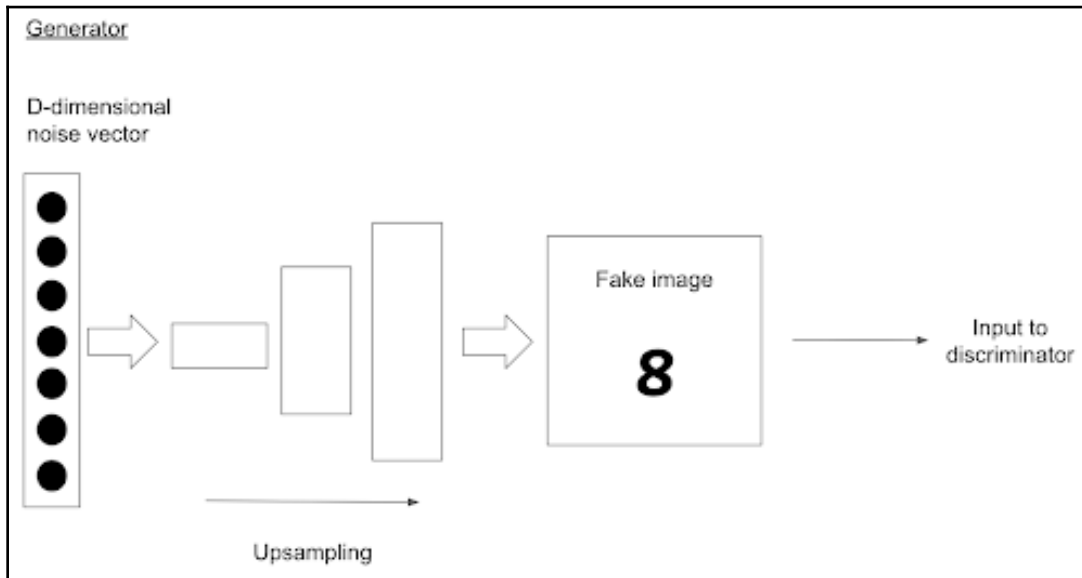 Generator
D-dimensional
noise vector
Fake image
8
Input to
discriminator
Upsampling